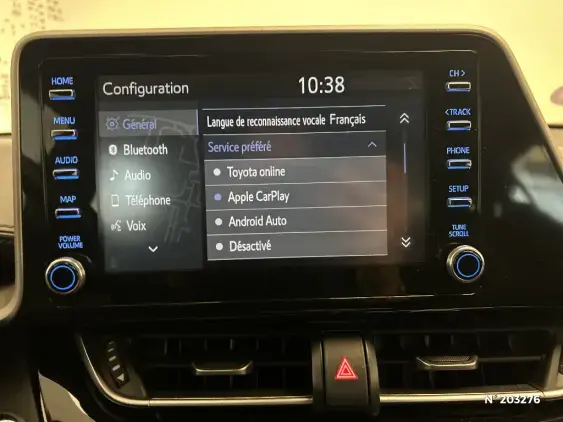 HOME
MENU
AUDIO
MAP
POWER
VOLUME
Configuration
10:38
Général
Bluetooth
Audio
Téléphone
Voix
Langue de reconnaissance vocale Français
Service préféré
Toyota online
Apple CarPlay
Android Auto
Désactivé
CH >
< TRACK
PHONE
SETUP
TUNE
SCROLL
N° 203276